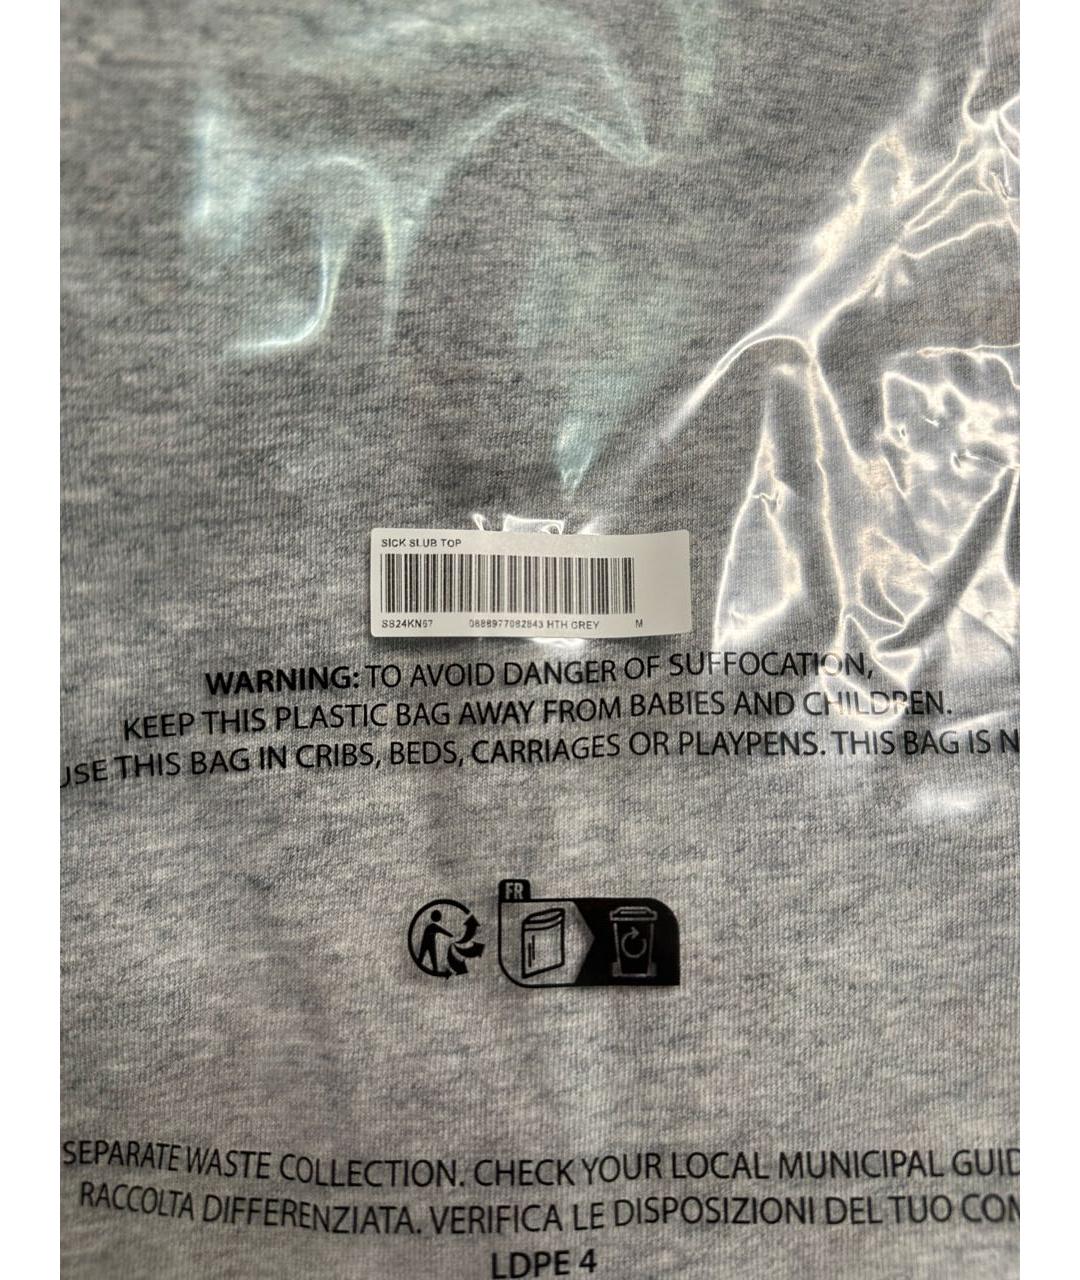 SICK SLUB TOP
SS24KN67 0888977082843 HTH GREY M
WARNING: TO AVOID DANGER OF SUFFOCATION,
KEEP THIS PLASTIC BAG AWAY FROM BABIES AND CHILDREN.
USE THIS BAG IN CRIBS, BEDS, CARRIAGES OR PLAYPENS. THIS BAG IS N
FR
SEPARATE WASTE COLLECTION. CHECK YOUR LOCAL MUNICIPAL GUID
RACCOLTA DIFFERENZIATA. VERIFICA LE DISPOSIZIONI DEL TUO COM
LDPE 4